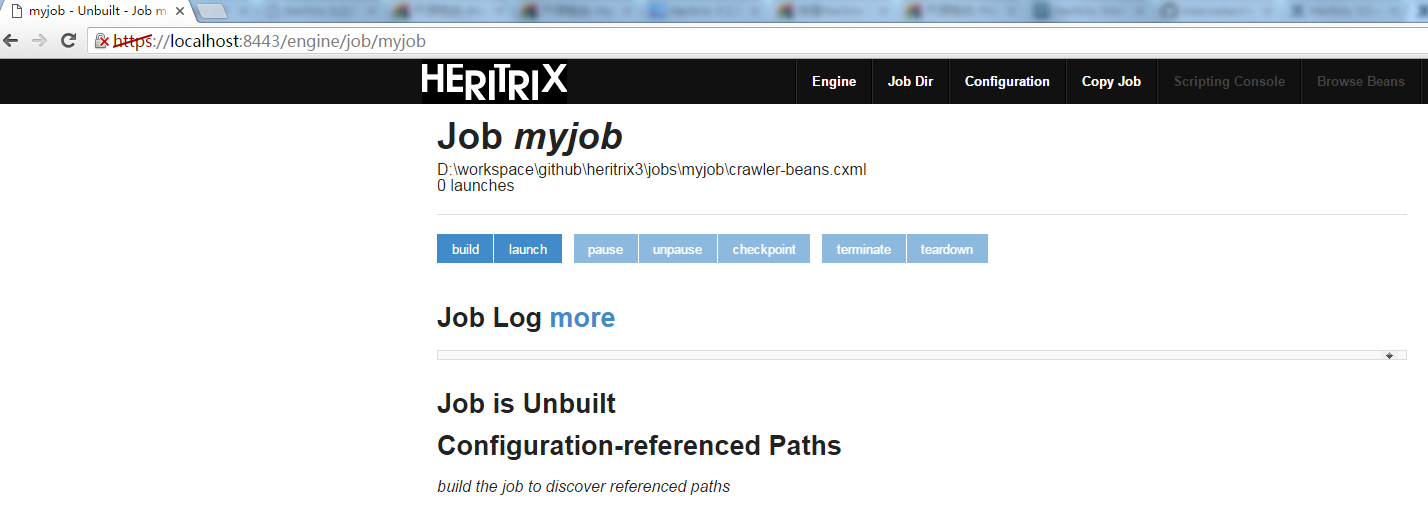 myjob - Unbuilt - Job m
https://localhost:8443/engine/job/myjob
HERITRIX Engine Job Dir Configuration Copy Job Scripting Console Browse Beans
Job myjob
D:\workspace\github\heritrix3\jobs\myjob\crawler-beans.cxml
0 launches
build launch pause unpause checkpoint terminate teardown
Job Log more
Job is Unbuilt
Configuration-referenced Paths
build the job to discover referenced paths